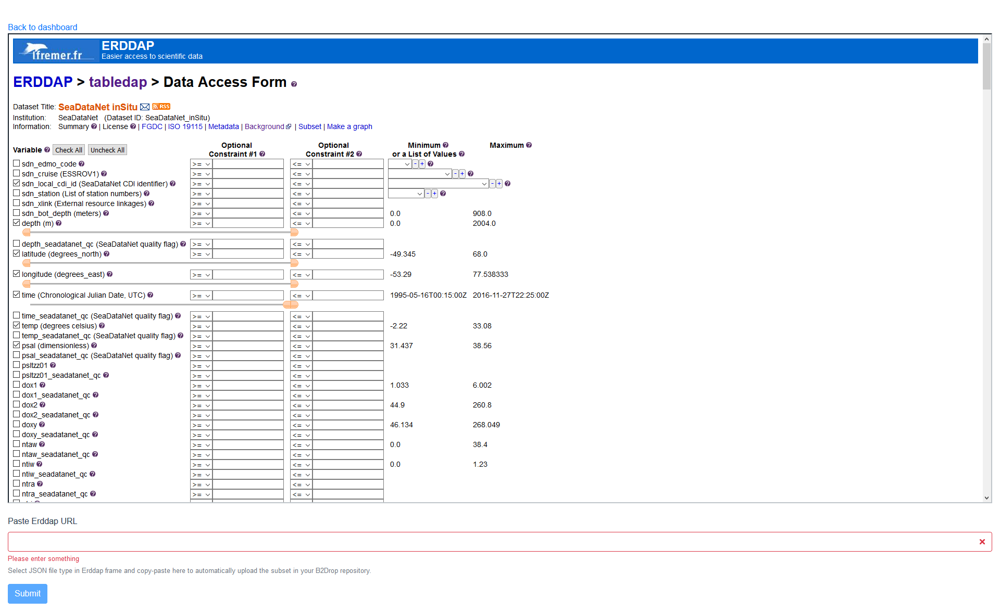 Back to dashboard
ifremer.fr
ERDDAP
Easier access to scientific data
ERDDAP > tabledap > Data Access Form ?
Dataset Title: SeaDataNet inSitu RSS
Institution: SeaDataNet (Dataset ID: SeaDataNet_inSitu)
Information: Summary ? | License ? | FGDC | ISO 19115 | Metadata | Background | Subset | Make a graph
Variable ? Check All Uncheck All
Optional
Constraint #1 ?
Optional
Constraint #2 ?
Minimum ?
or a List of Values ?
Maximum ?
sdn_edmo_code ? >= <= - + ?
sdn_cruise (ESSROV1) ? >= <= - + ?
sdn_local_cdi_id (SeaDataNet CDI identifier) ? >= <= - + ?
sdn_station (List of station numbers) ? >= <= - + ?
sdn_xlink (External resource linkages) ? >= <=
sdn_bot_depth (meters) ? >= <= 0.0 908.0
depth (m) ? >= <= 0.0 2004.0
depth_seadatanet_qc (SeaDataNet quality flag) ? >= <=
latitude (degrees_north) ? >= <= -49.345 68.0
longitude (degrees_east) ? >= <= -53.29 77.538333
time (Chronological Julian Date, UTC) ? >= <= 1995-05-16T00:15:00Z 2016-11-27T22:25:00Z
time_seadatanet_qc (SeaDataNet quality flag) ? >= <=
temp (degrees celsius) ? >= <= -2.22 33.08
temp_seadatanet_qc (SeaDataNet quality flag) ? >= <=
psal (dimensionless) ? >= <= 31.437 38.56
psal_seadatanet_qc (SeaDataNet quality flag) ? >= <=
psltzz01 ? >= <=
psltzz01_seadatanet_qc ? >= <=
dox1 ? >= <= 1.033 6.002
dox1_seadatanet_qc ? >= <=
dox2 ? >= <= 44.9 260.8
dox2_seadatanet_qc ? >= <=
doxy ? >= <= 46.134 268.049
doxy_seadatanet_qc ? >= <=
ntaw ? >= <= 0.0 38.4
ntaw_seadatanet_qc ? >= <=
ntiw ? >= <= 0.0 1.23
ntiw_seadatanet_qc ? >= <=
ntra ? >= <=
ntra_seadatanet_qc ? >= <=
Paste Erddap URL
Please enter something
Select JSON file type in Erddap frame and copy-paste here to automatically upload the subset in your B2Drop repository.
Submit